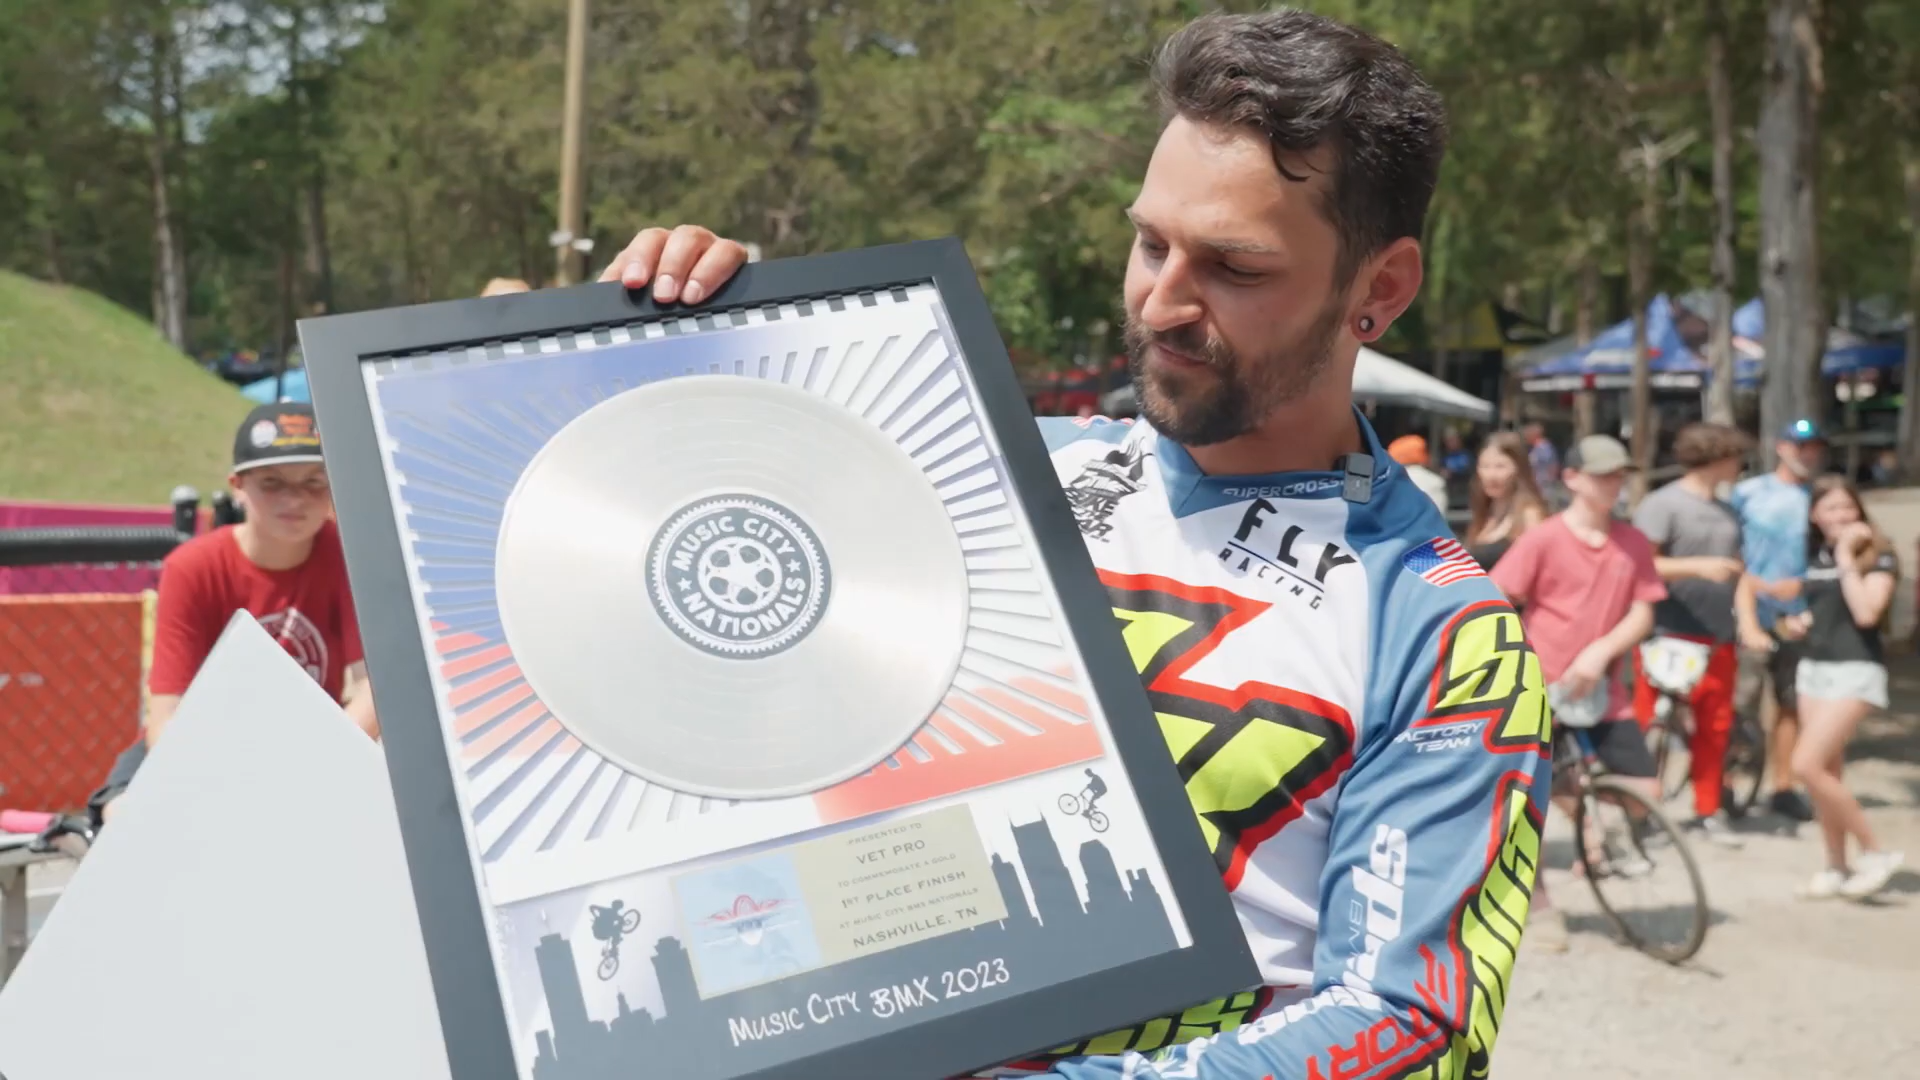 MUSIC CITY
NATIONALS
PRESENTED TO
VET PRO
TO COMMEMORATE A GOLD
1ST PLACE FINISH
AT MUSIC CITY BMX NATIONALS
NASHVILLE, TN
MUSIC CITY BMX 2023
SUPERCROSS
FLY
RACING
FACTORY
TEAM